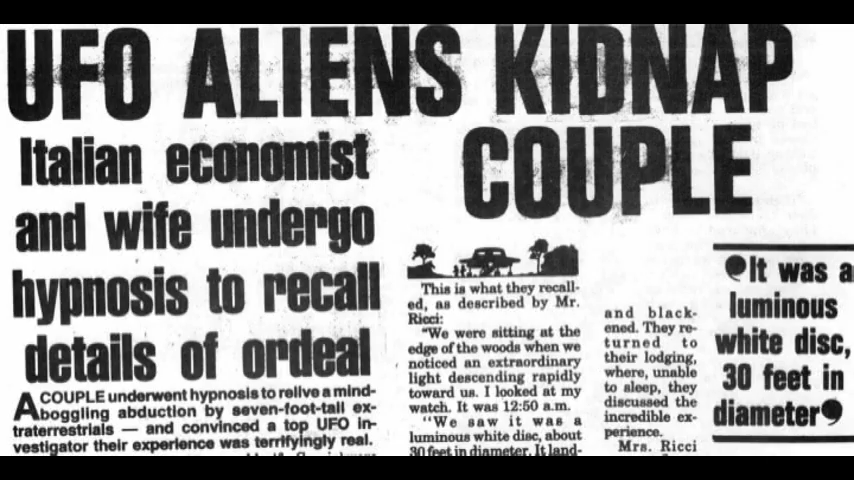 UFO ALIENS KIDNAP
COUPLE
Italian economist
and wife undergo
hypnosis to recall
details of ordeal
A COUPLE underwent hypnosis to relive a mind-
boggling abduction by seven-foot-tall ex-
traterrestrials — and convinced a top UFO in-
vestigator their experience was terrifyingly real.
This is what they recall-
ed, as described by Mr.
Ricci:
"We were sitting at the
edge of the woods when we
noticed an extraordinary
light descending rapidly
toward us. I looked at my
watch. It was 12:50 a.m.
"We saw it was a
luminous white disc, about
30 feet in diameter. It land-
and black-
ened. They re-
turned to
their lodging,
where, unable
to sleep, they
discussed the
incredible ex-
perience.
Mrs. Ricci
❛It was a
luminous
white disc,
30 feet in
diameter❜